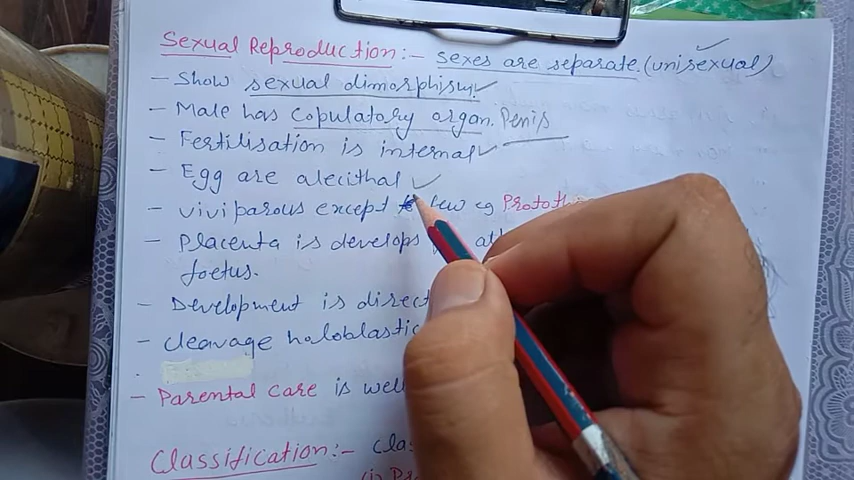 Sexual Reproduction:- Sexes are separate. (unisexual)
- Show sexual dimorphism.
- Male has copulatory organ. Penis
- Fertilisation is internal
- Egg are alecithal
- viviparous except few eg Prototh
- Placenta is develops
foetus.
- Development is direct
- Cleavage holoblastic
- Parental care is well
Classification:- Clas
(i) Pr